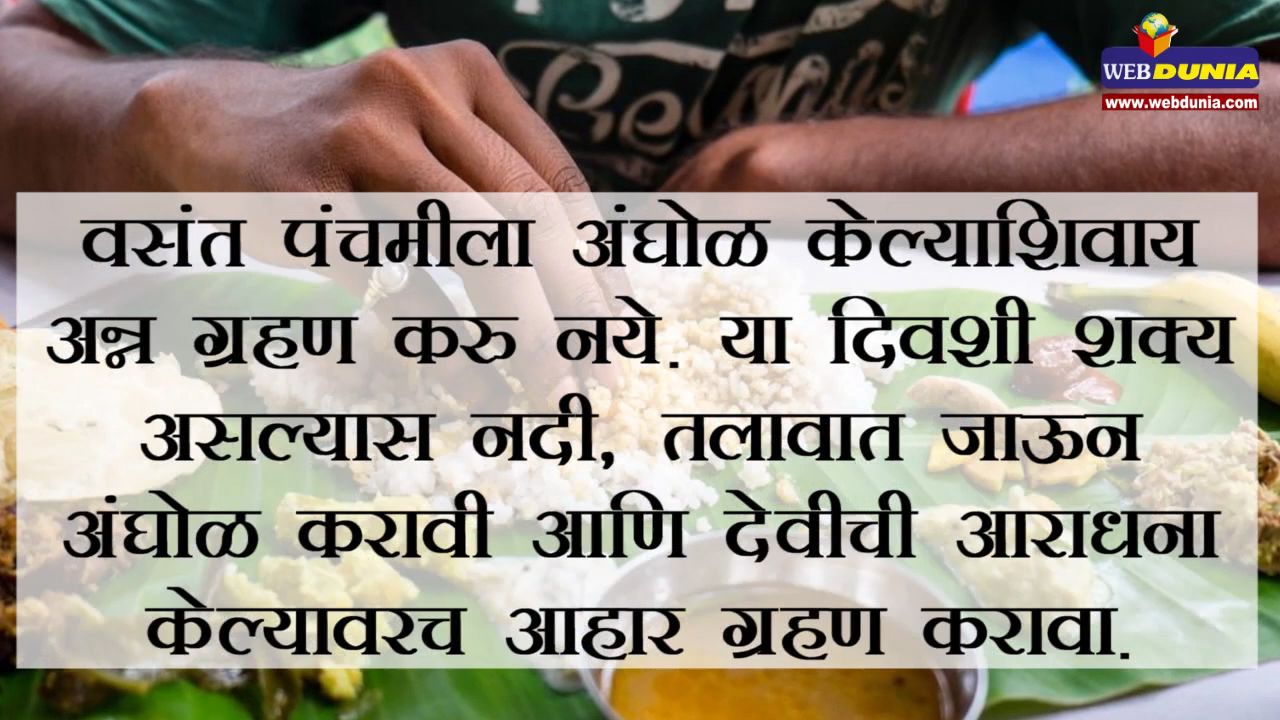 WEBDUNIA
www.webdunia.com
वसंत पंचमीला अंघोळ केल्याशिवाय
अन्न ग्रहण करु नये. या दिवशी शक्य
असल्यास नदी, तलावात जाऊन
अंघोळ करावी आणि देवीची आराधना
केल्यावरच आहार ग्रहण करावा.